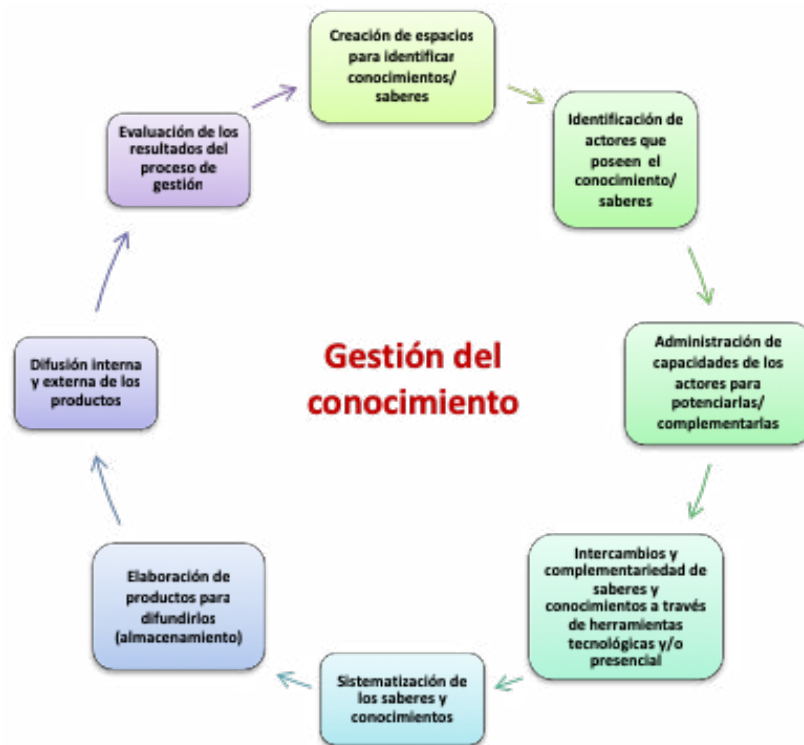 Creación de espacios
para identificar
conocimientos/
saberes
Identificación de
actores que
poseen el
conocimiento/
saberes
Administración de
capacidades de los
actores para
potenciarlas/
complementarlas
Intercambios y
complementariedad de
saberes y
conocimientos a través
de herramientas
tecnológicas y/o
presencial
Sistematización de
los saberes y
conocimientos
Elaboración de
productos para
difundirlos
(almacenamiento)
Difusión interna
y externa de los
productos
Evaluación de los
resultados del
proceso de
gestión
Gestión del
conocimiento